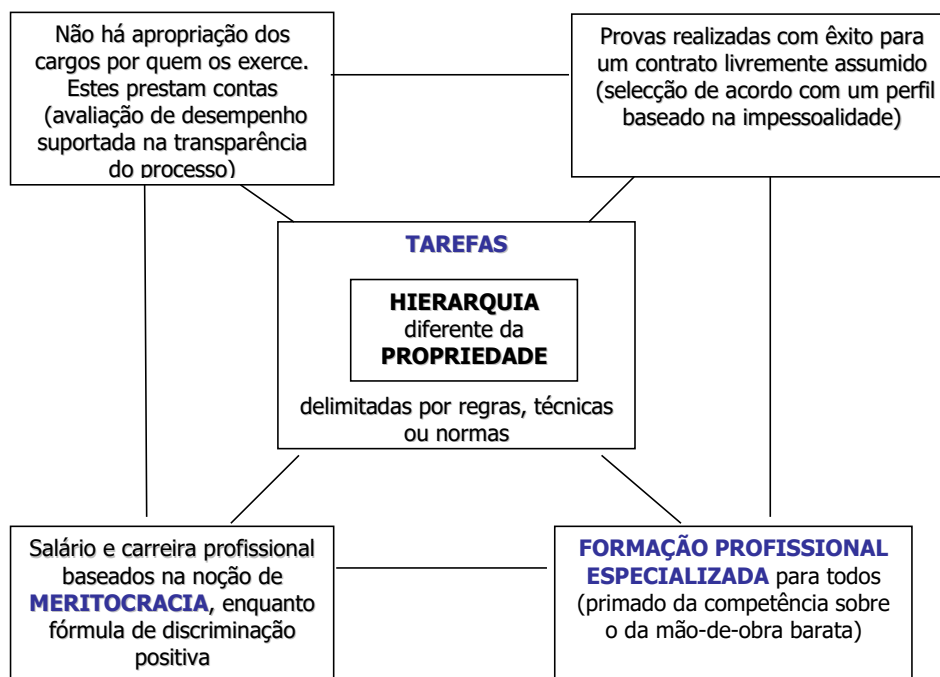 Não há apropriação dos
cargos por quem os exerce.
Estes prestam contas
(avaliação de desempenho
suportada na transparência
do processo)
Provas realizadas com êxito para
um contrato livremente assumido
(selecção de acordo com um perfil
baseado na impessoalidade)
TAREFAS
HIERARQUIA
diferente da
PROPRIEDADE
delimitadas por regras, técnicas
ou normas
Salário e carreira profissional
baseados na noção de
MERITOCRACIA, enquanto
fórmula de discriminação
positiva
FORMAÇÃO PROFISSIONAL
ESPECIALIZADA para todos
(primado da competência sobre
o da mão-de-obra barata)